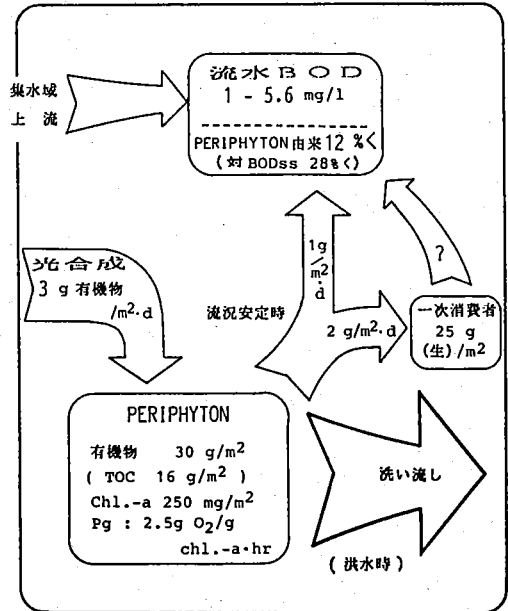 流水BOD
1 - 5.6 mg/l
PERIPHYTON由来12 %<
(対BODss 28%<)
集水域
上 流
光合成
3 g 有機物
/m²·d
流況安定時
1g
/m²·d
2 g/m²·d
?
一次消費者
25 g
(生)/m²
PERIPHYTON
有機物 30 g/m²
( TOC 16 g/m² )
Chl.-a 250 mg/m²
Pg : 2.5g O₂/g
chl.-a·hr
洗い流し
(洪水時)